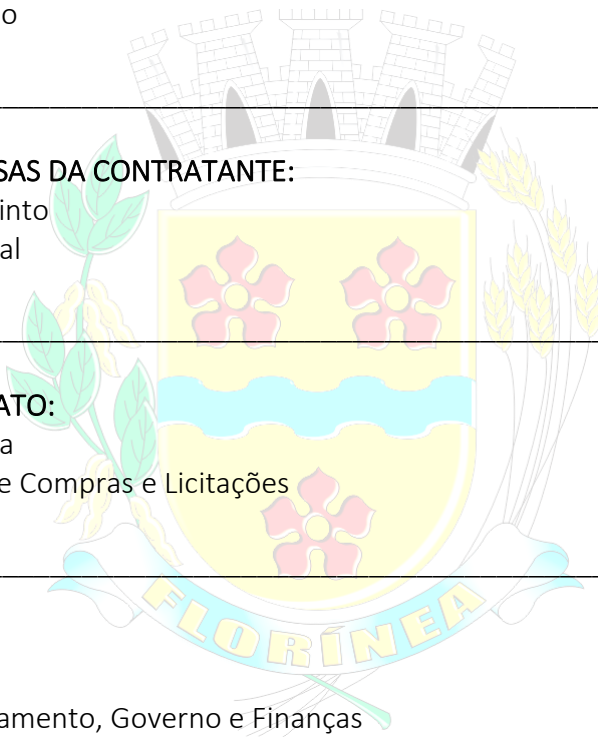 o
SAS DA CONTRATANTE:
into
al
ATO:
a
e Compras e Licitações
FLORÍNEA
amento, Governo e Finanças